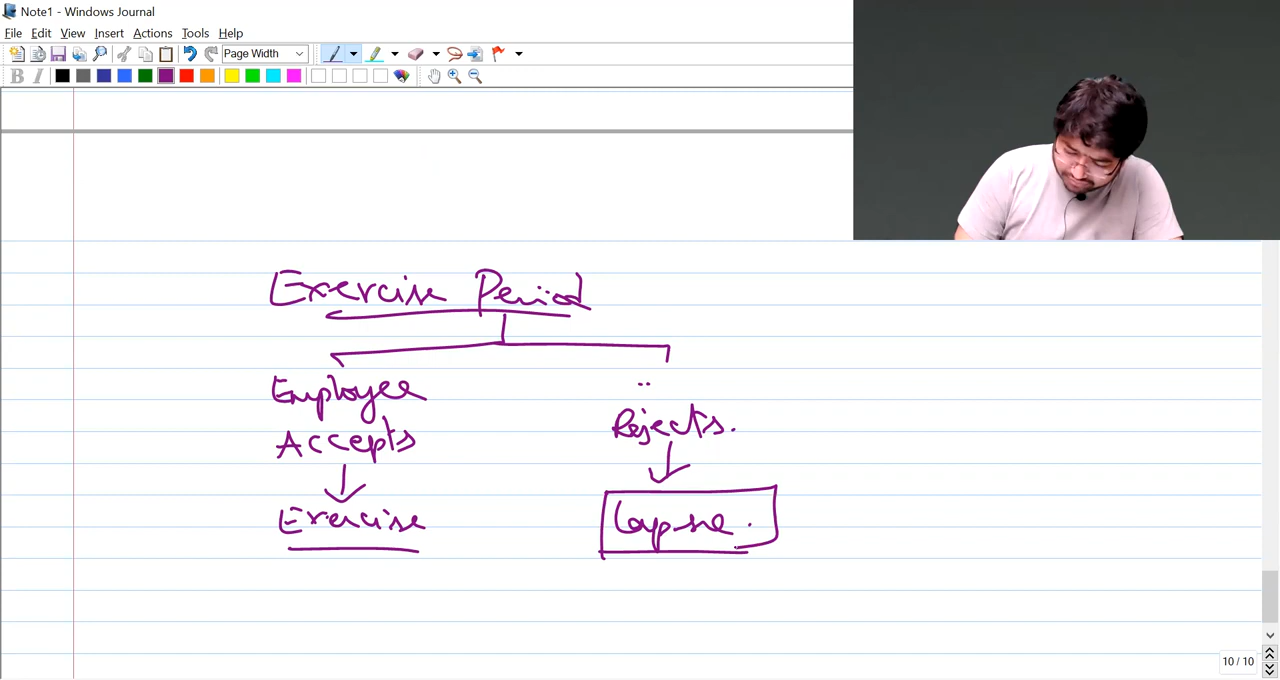 Note1 - Windows Journal
File Edit View Insert Actions Tools Help
Page Width
B I
Exercise Period
Employee
Accepts
Exercise
"
Rejects.
Lapse.
10 / 10